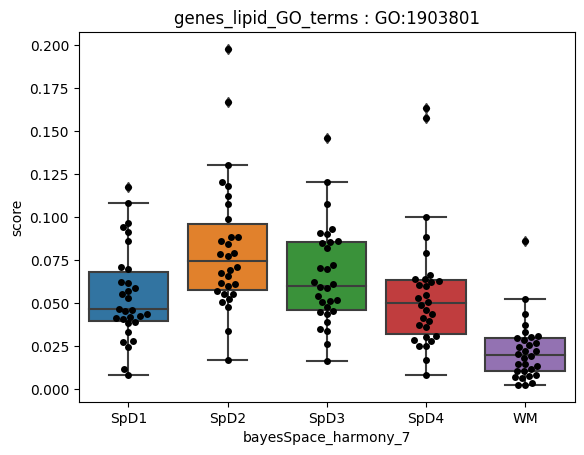 genes_lipid_GO_terms : GO:1903801
score
0.200
0.175
0.150
0.125
0.100
0.075
0.050
0.025
0.000
SpD1 SpD2 SpD3 SpD4 WM
bayesSpace_harmony_7